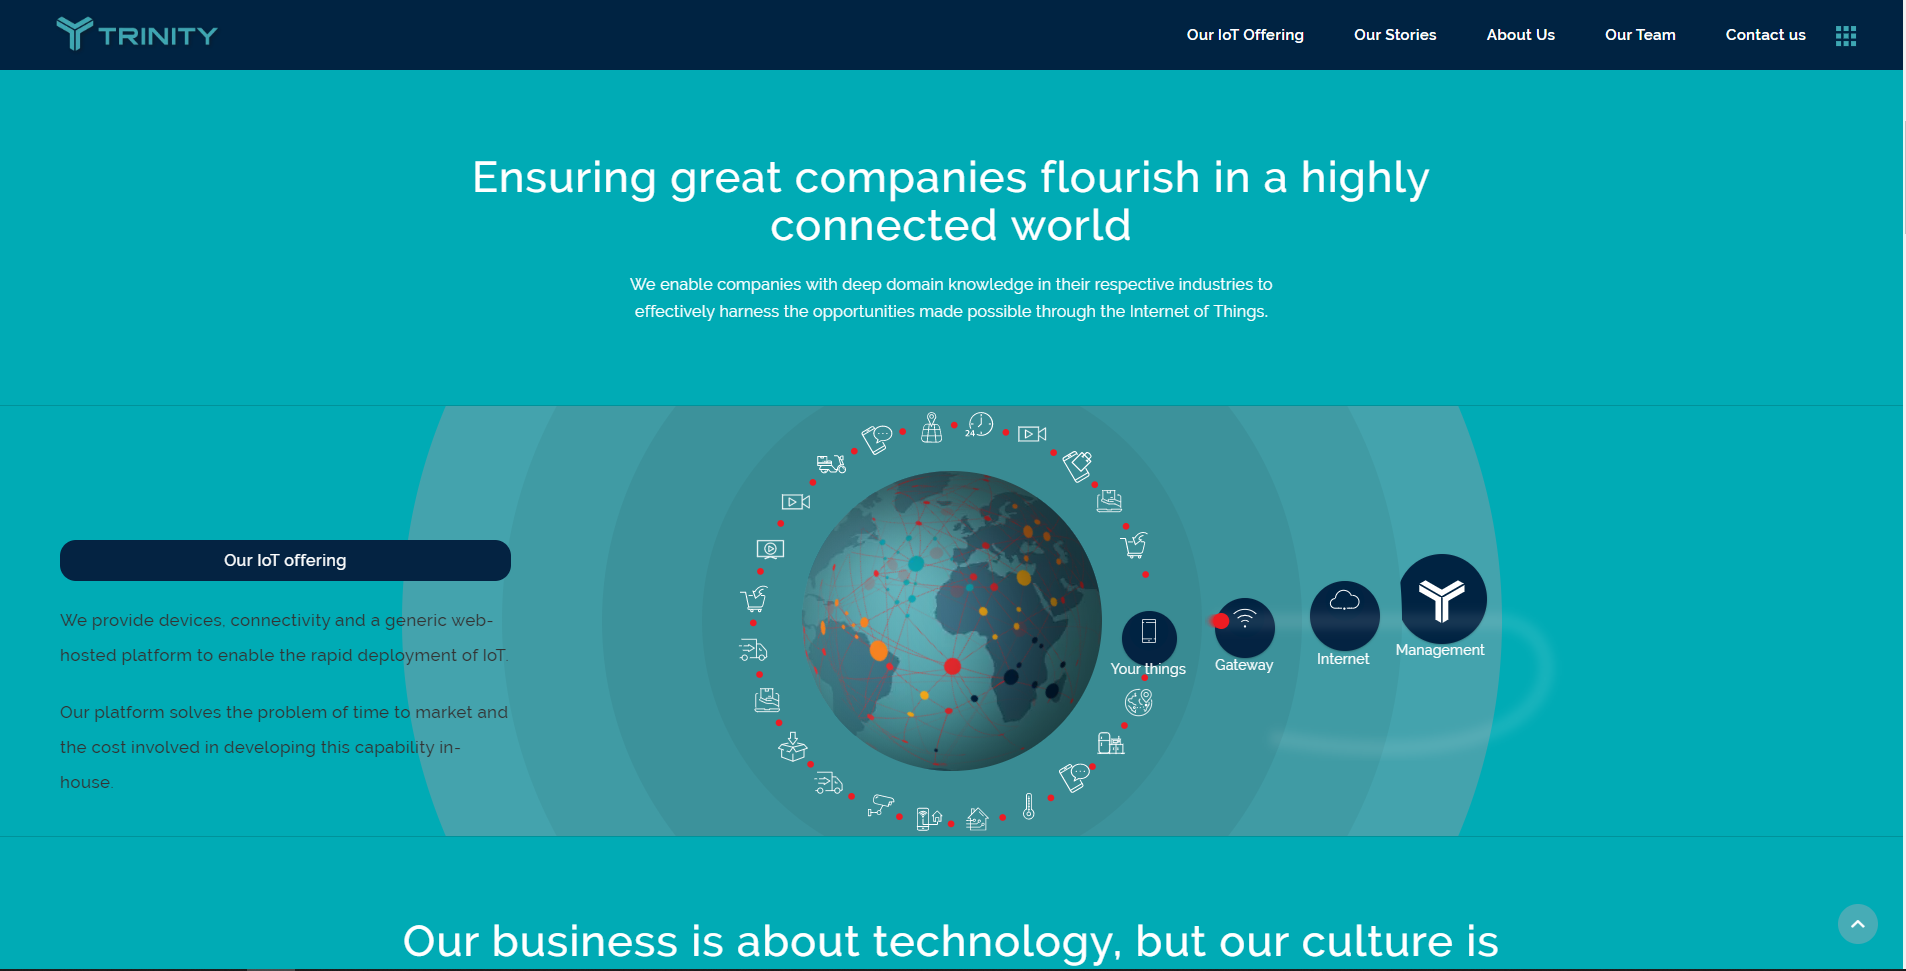 TRINITY
Our IoT Offering
Our Stories
About Us
Our Team
Contact us
Ensuring great companies flourish in a highly
connected world
We enable companies with deep domain knowledge in their respective industries to
effectively harness the opportunities made possible through the Internet of Things.
24
Our IoT offering
We provide devices, connectivity and a generic web-
hosted platform to enable the rapid deployment of IoT.
Our platform solves the problem of time to market and
the cost involved in developing this capability in-
house.
Your things
Gateway
Internet
Management
Our business is about technology, but our culture is